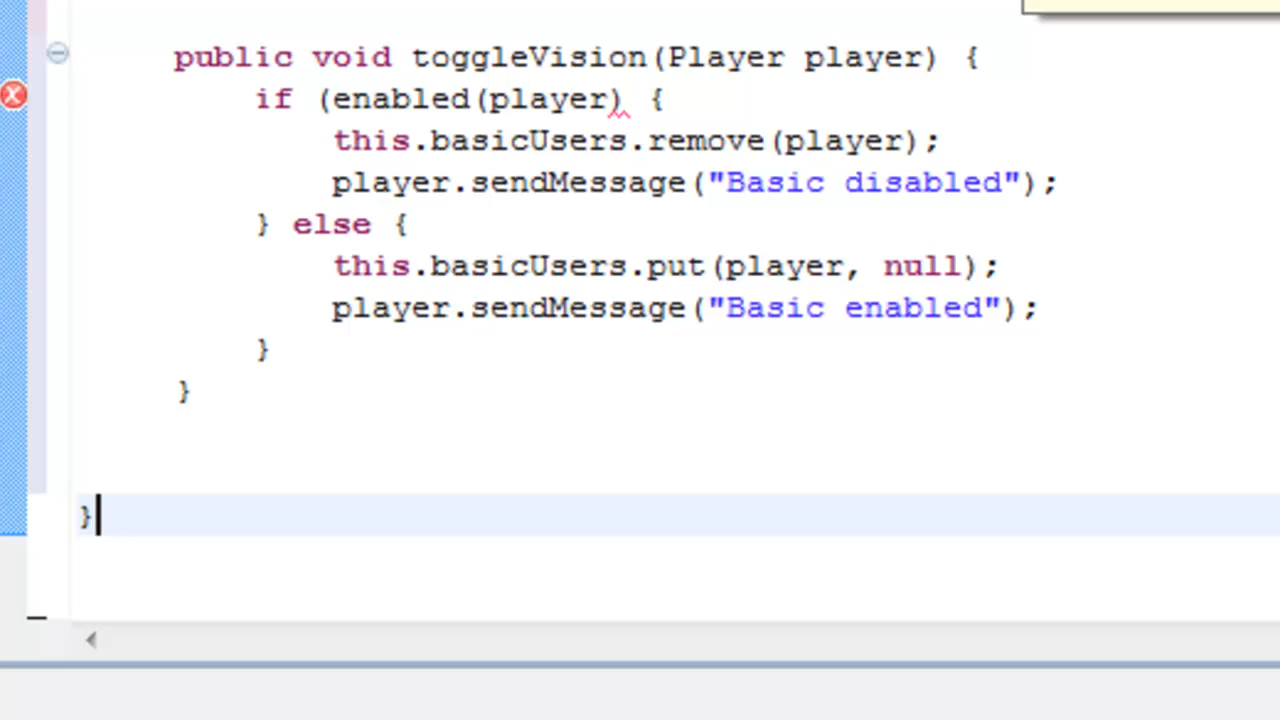 public void toggleVision(Player player) {
if (enabled(player) {
this.basicUsers.remove(player);
player.sendMessage("Basic disabled");
} else {
this.basicUsers.put(player, null);
player.sendMessage("Basic enabled");
}
}
}